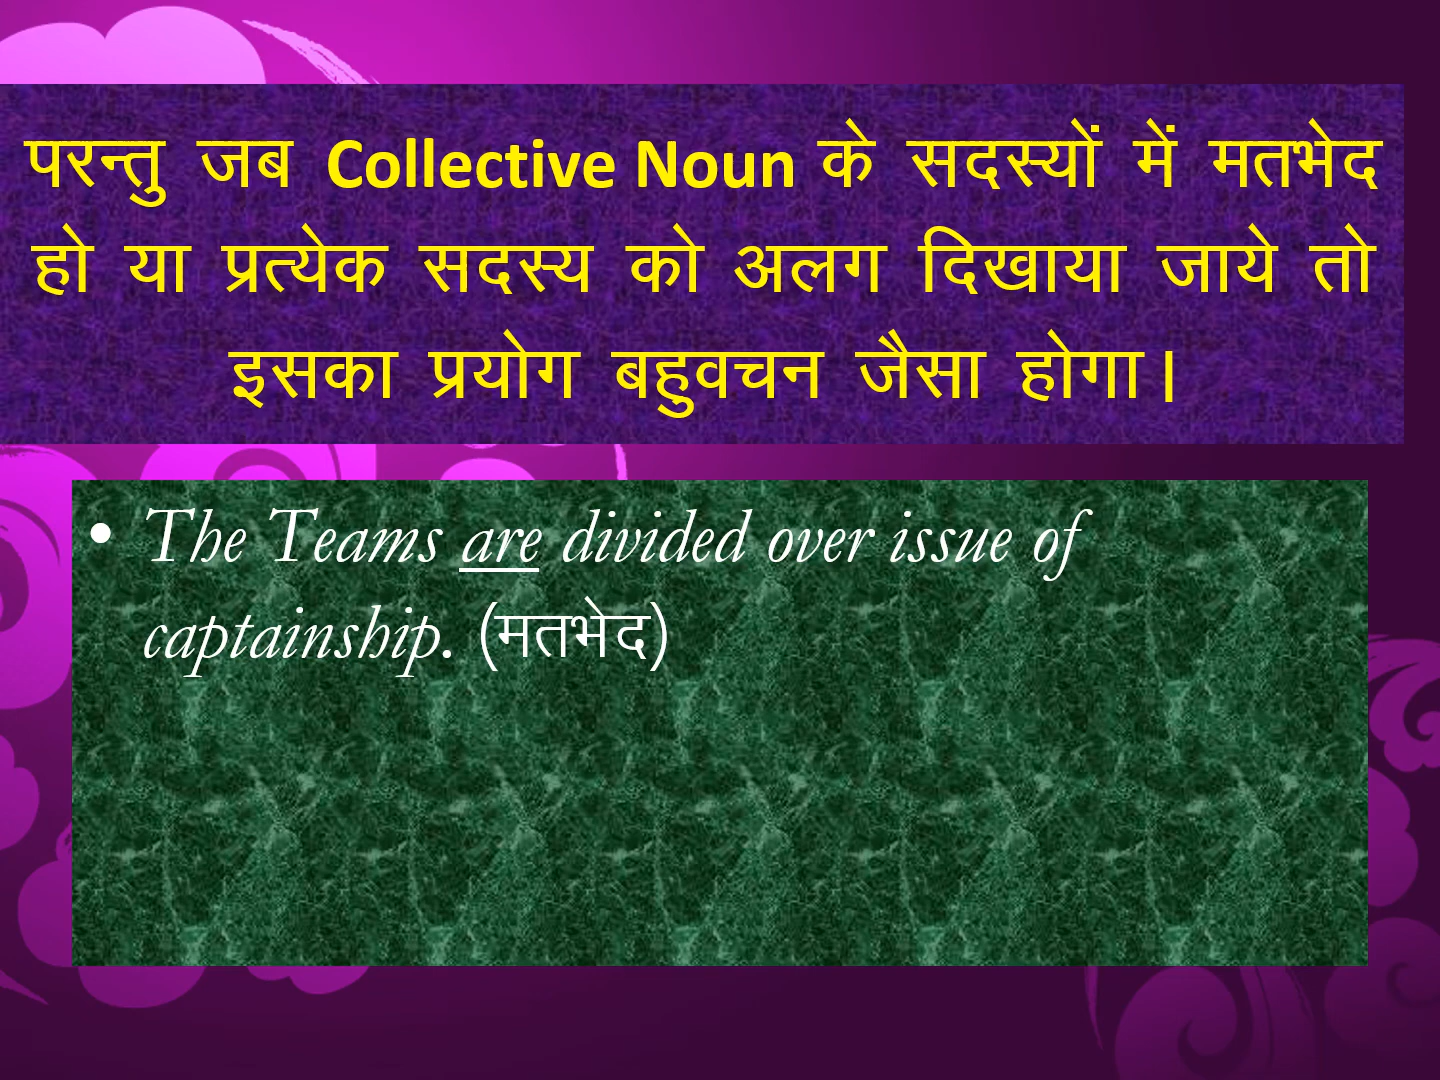 परन्तु जब Collective Noun के सदस्यों में मतभेद
हो या प्रत्येक सदस्य को अलग दिखाया जाये तो
इसका प्रयोग बहुवचन जैसा होगा।
• The Teams are divided over issue of
captainship. (मतभेद)